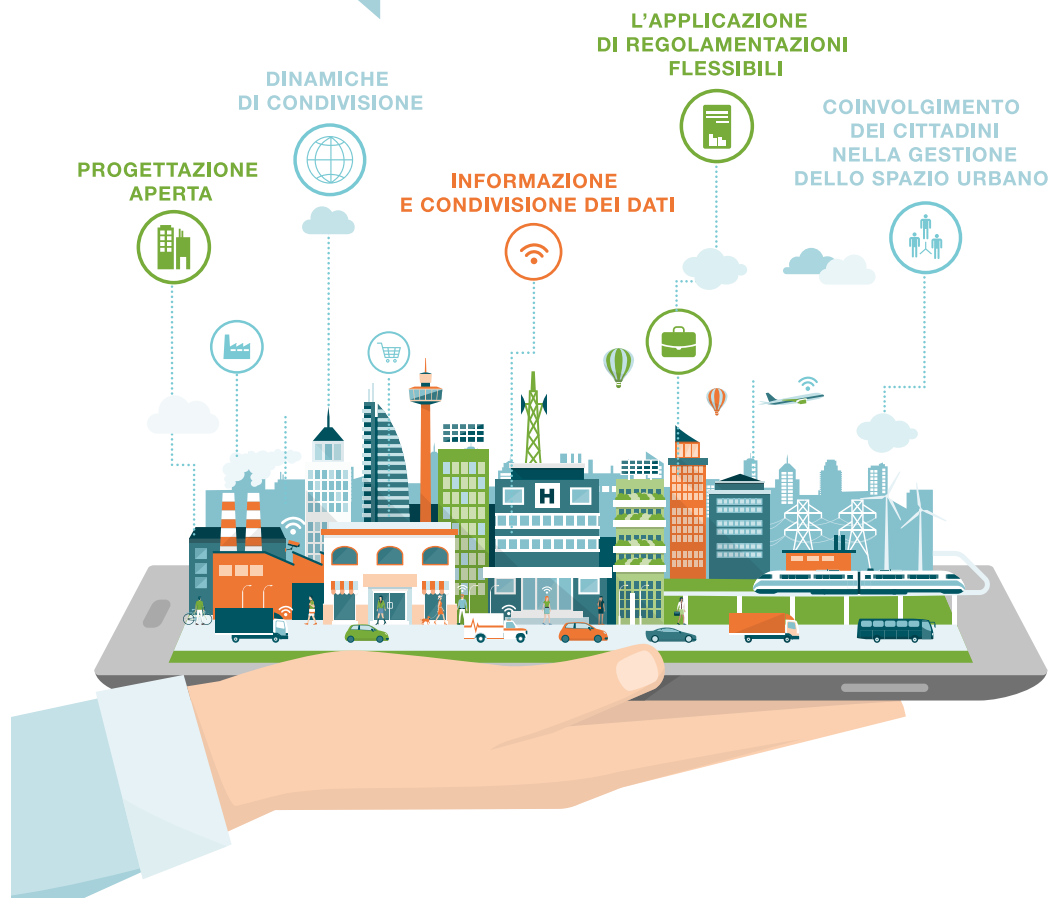 L'APPLICAZIONE
DI REGOLAMENTAZIONI
FLESSIBILI
DINAMICHE
DI CONDIVISIONE
COINVOLGIMENTO
DEI CITTADINI
NELLA GESTIONE
DELLO SPAZIO URBANO
PROGETTAZIONE
APERTA
INFORMAZIONE
E CONDIVISIONE DEI DATI
H